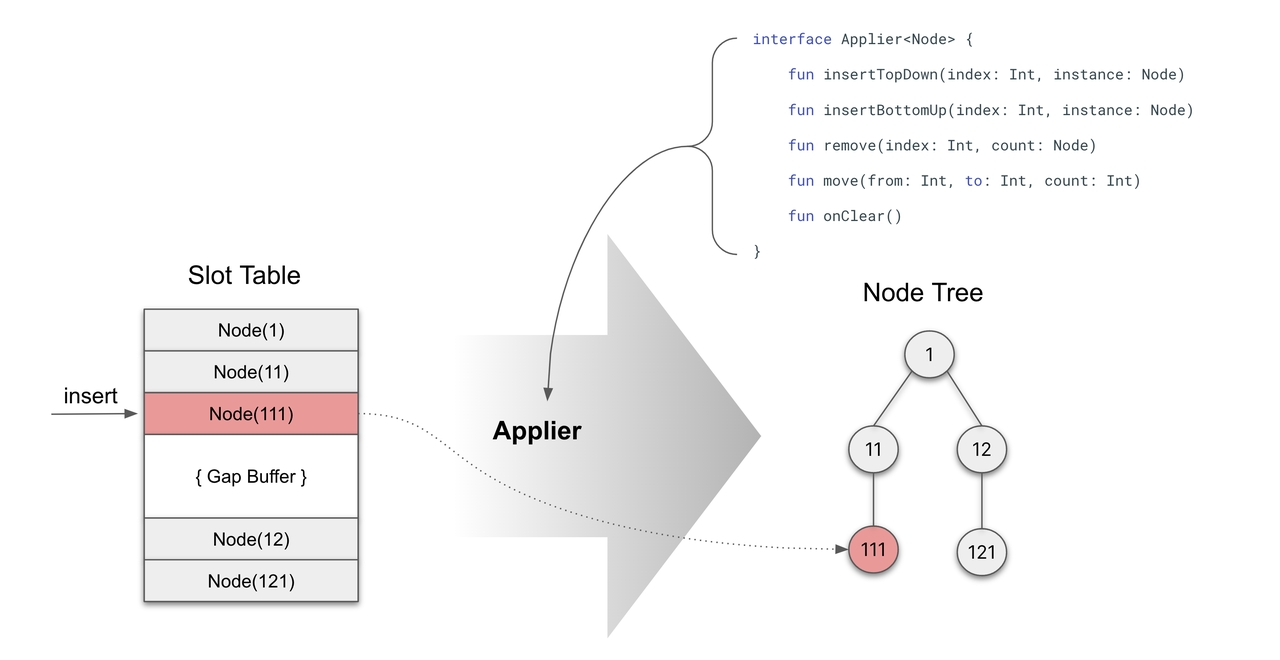 interface Applier<Node> {
fun insertTopDown(index: Int, instance: Node)
fun insertBottomUp(index: Int, instance: Node)
fun remove(index: Int, count: Node)
fun move(from: Int, to: Int, count: Int)
fun onClear()
}
Slot Table
Node(1)
Node(11)
insert
Node(111)
{ Gap Buffer }
Node(12)
Node(121)
Applier
Node Tree
1
11
12
111
121